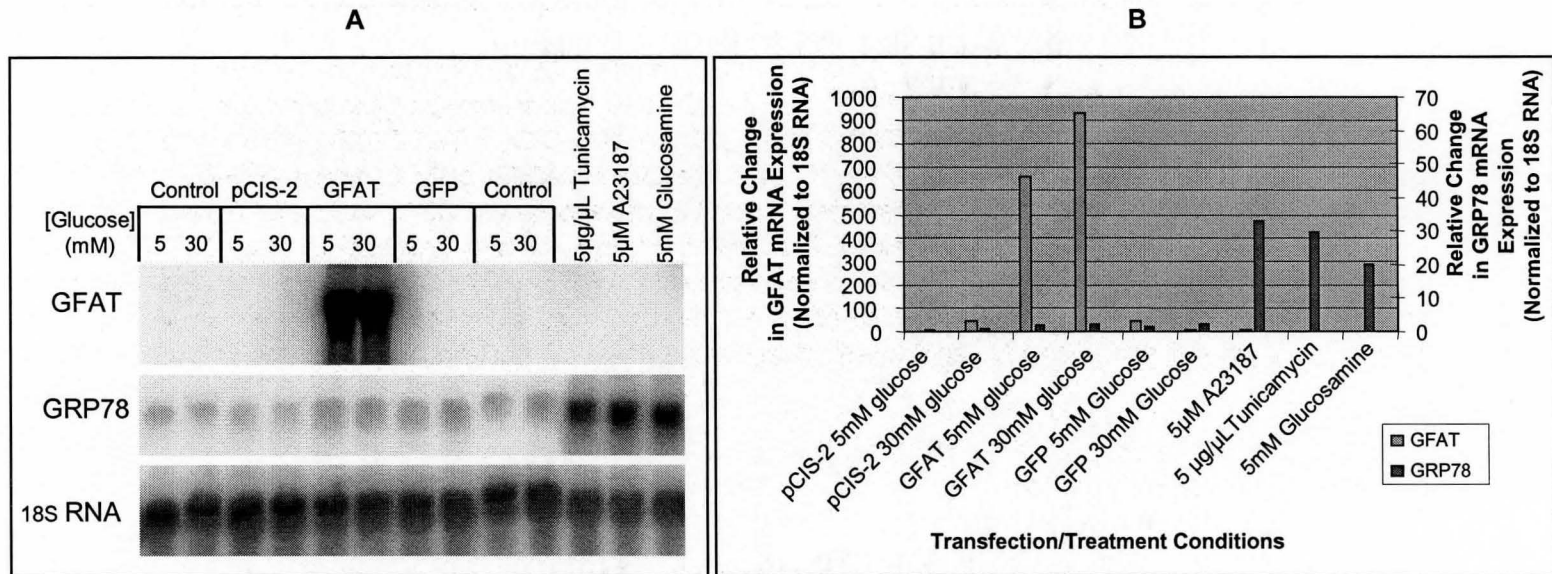 A
5µg/µL Tunicamycin
5µM A23187
5mM Glucosamine
Control pCIS-2 GFAT GFP Control
[Glucose]
(mM)
5 30 5 30 5 30 5 30 5 30
GFAT
GRP78
18S RNA
B
Relative Change
in GFAT mRNA Expression
(Normalized to 18S RNA)
1000
900
800
700
600
500
400
300
200
100
0
70
60
50
40
30
20
10
0
Relative Change
in GRP78 mRNA
Expression
(Normalized to 18S RNA)
pCIS-2 5mM glucose
pCIS-2 30mM glucose
GFAT 5mM glucose
GFAT 30mM glucose
GFP 5mM Glucose
GFP 30mM Glucose
5µM A23187
5 µg/µLTunicamycin
5mM Glucosamine
GFAT
GRP78
Transfection/Treatment Conditions